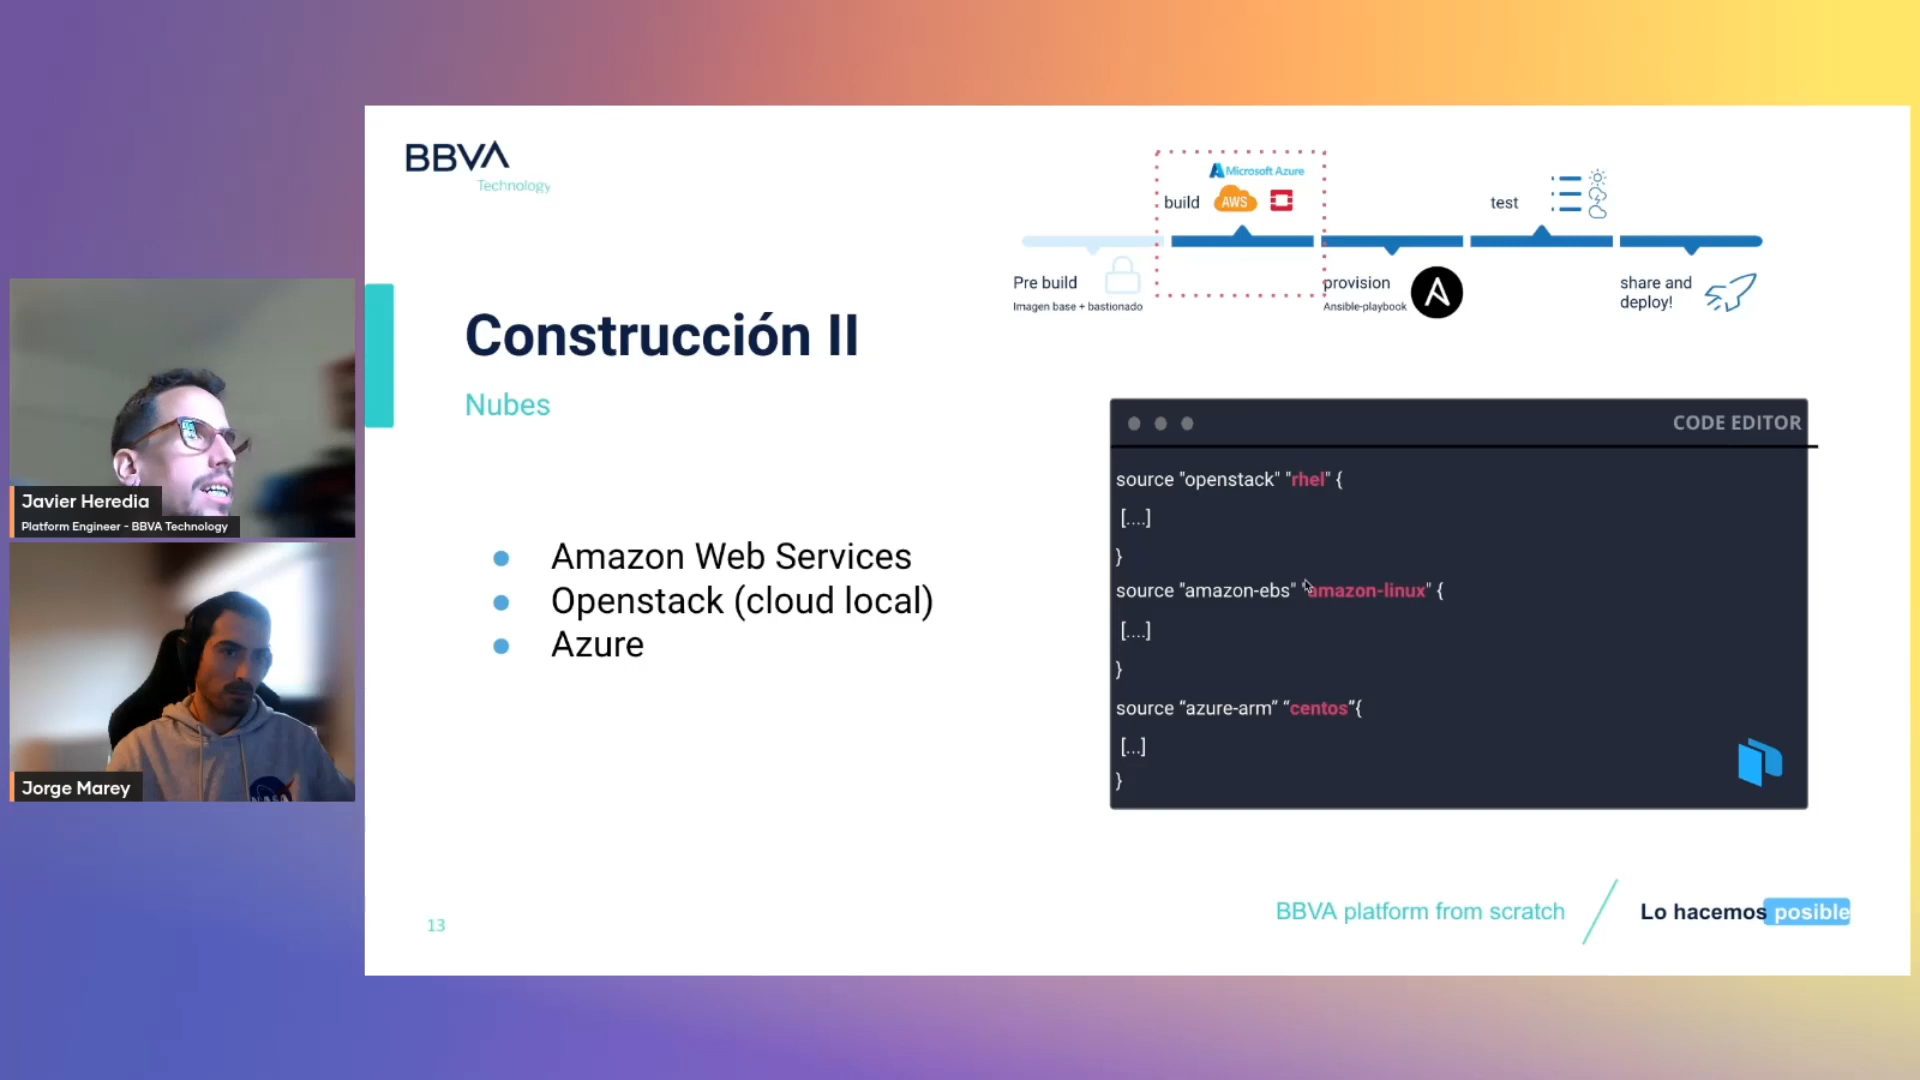 BBVA
Technology
Microsoft Azure
build
AWS
test
Pre build
Imagen base + bastionado
provision
Ansible-playbook
share and
deploy!
Construcción II
Nubes
Amazon Web Services
Openstack (cloud local)
Azure
CODE EDITOR
source "openstack" "rhel" {
[....]
}
source "amazon-ebs" "amazon-linux" {
[....]
}
source “azure-arm” “centos”{
[...]
}
Javier Heredia
Platform Engineer - BBVA Technology
NASA
Jorge Marey
13
BBVA platform from scratch
Lo hacemos posible